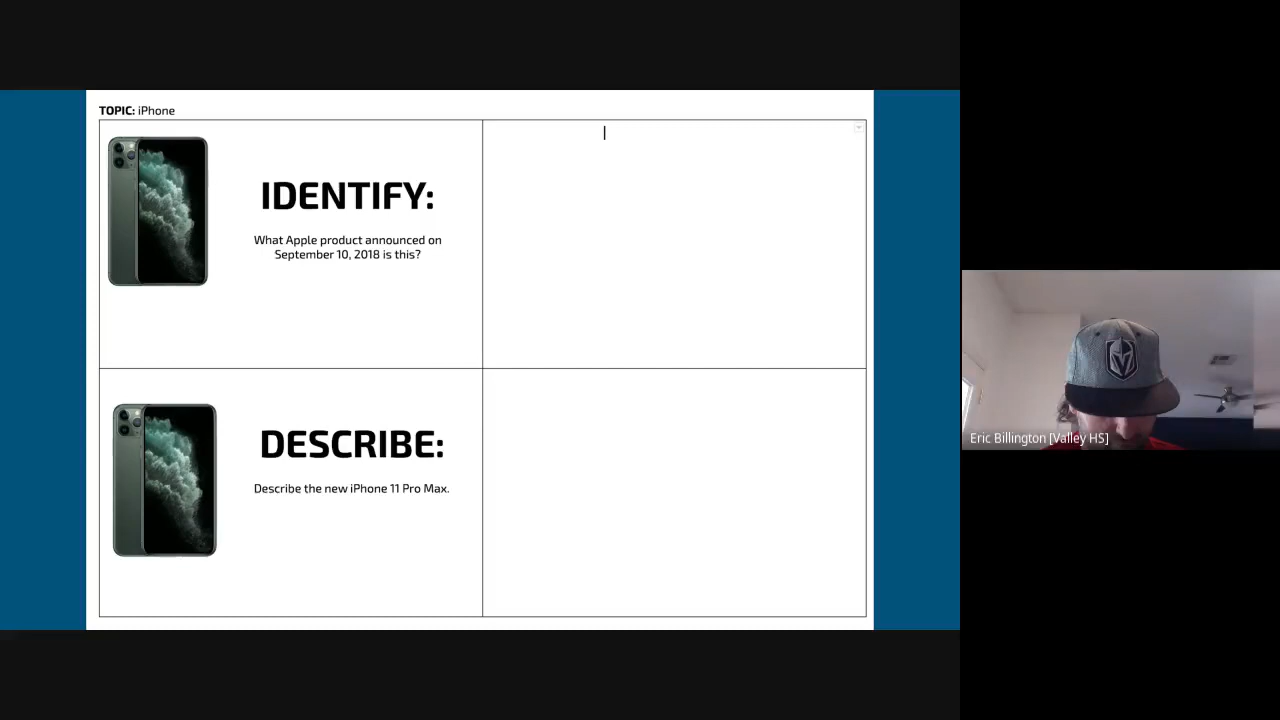 TOPIC: iPhone
IDENTIFY:
What Apple product announced on
September 10, 2018 is this?
DESCRIBE:
Describe the new iPhone 11 Pro Max.
Eric Billington [Valley HS]